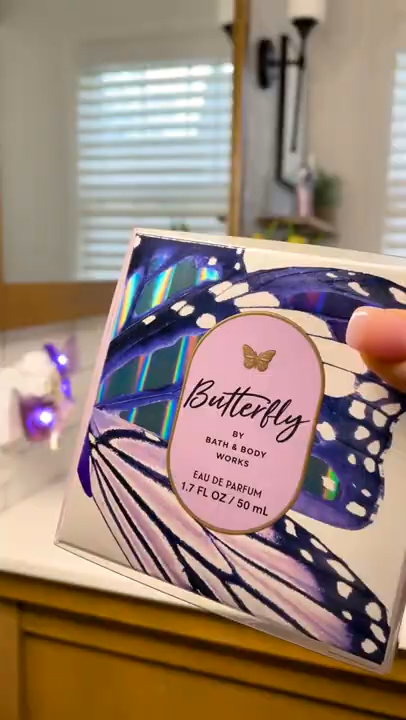 Butterfly
BY
BATH & BODY
WORKS
EAU DE PARFUM
1.7 FL OZ / 50 mL